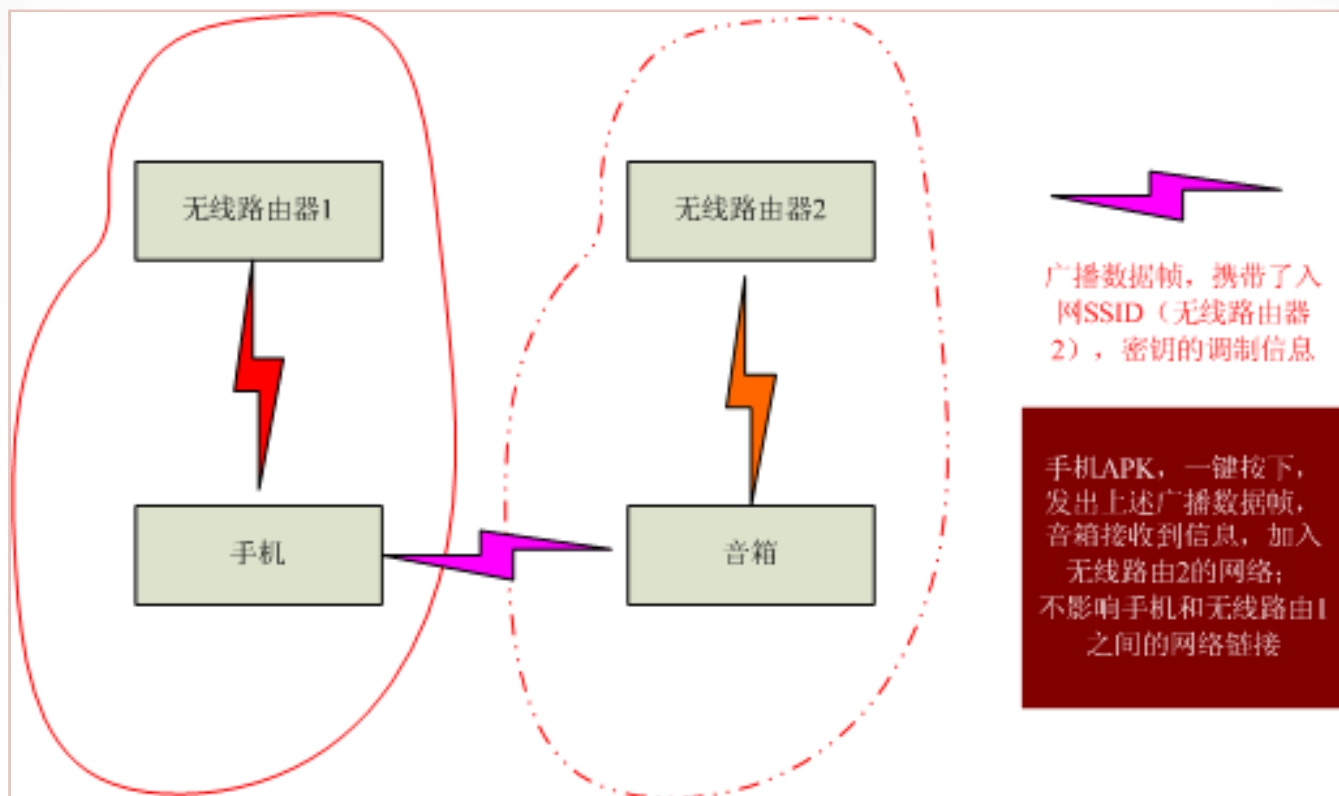 无线路由器1
无线路由器2
广播数据帧，携带了入
网SSID（无线路由器
2），密钥的调制信息
手机APK，一键按下，
发出上述广播数据帧，
音箱接收到信息，加入
无线路由2的网络；
不影响手机和无线路由1
之间的网络链接
手机
音箱